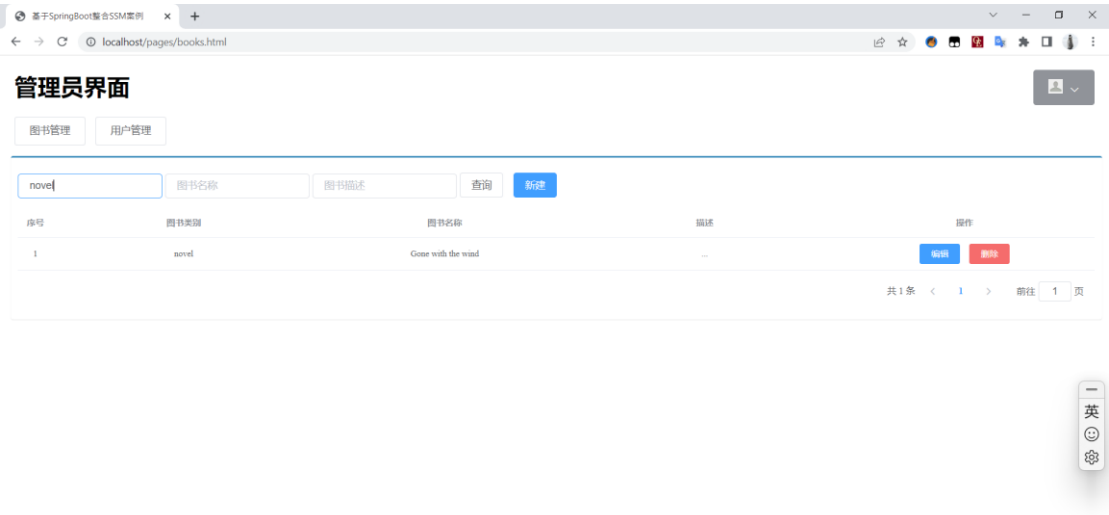 基于SpringBoot整合SSM案例
localhost/pages/books.html
管理员界面
图书管理 用户管理
novel 图书名称 图书描述 查询 新建
序号 图书类别 图书名称 描述 操作
1 novel Gone with the wind ... 编辑 删除
共 1 条 < 1 > 前往 1 页
英